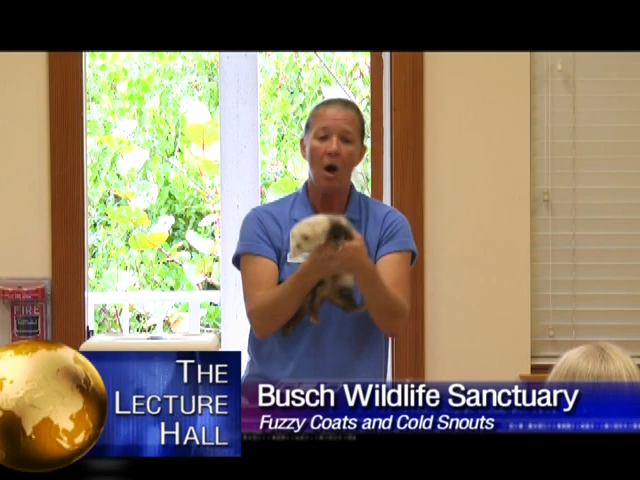 FIRE
THE
LECTURE
HALL
Busch Wildlife Sanctuary
Fuzzy Coats and Cold Snouts